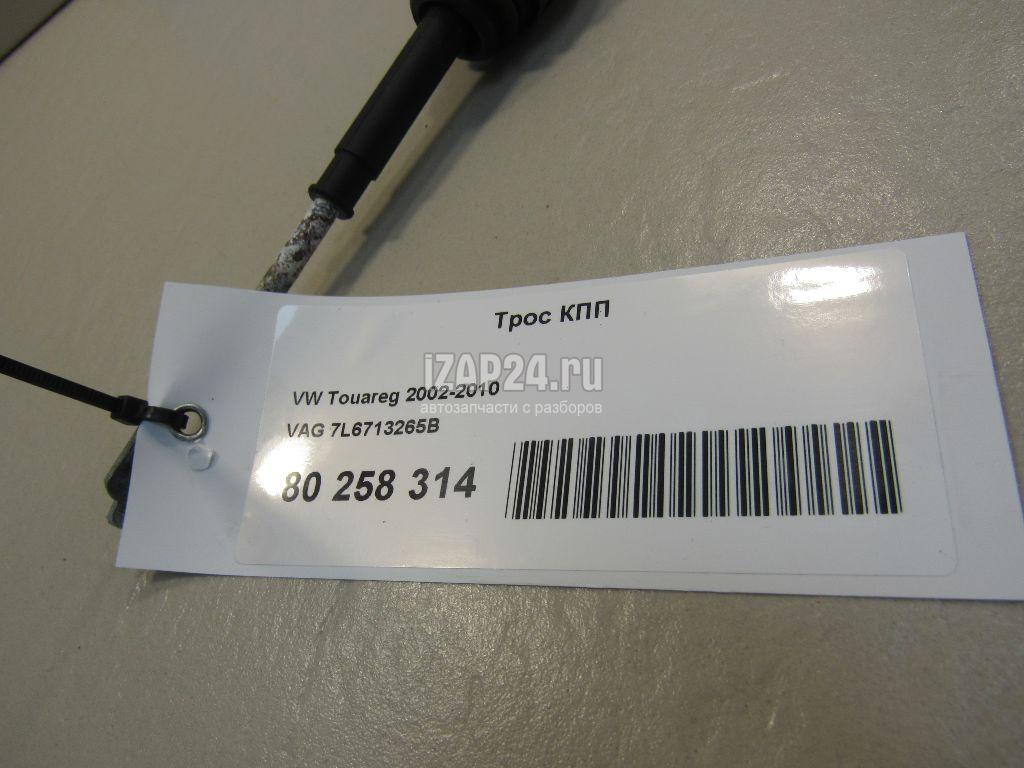 Трос КПП
iZAP24.ru
VW Touareg 2002-2010
автозапчасти с разборов
VAG 7L6713265B
80 258 314